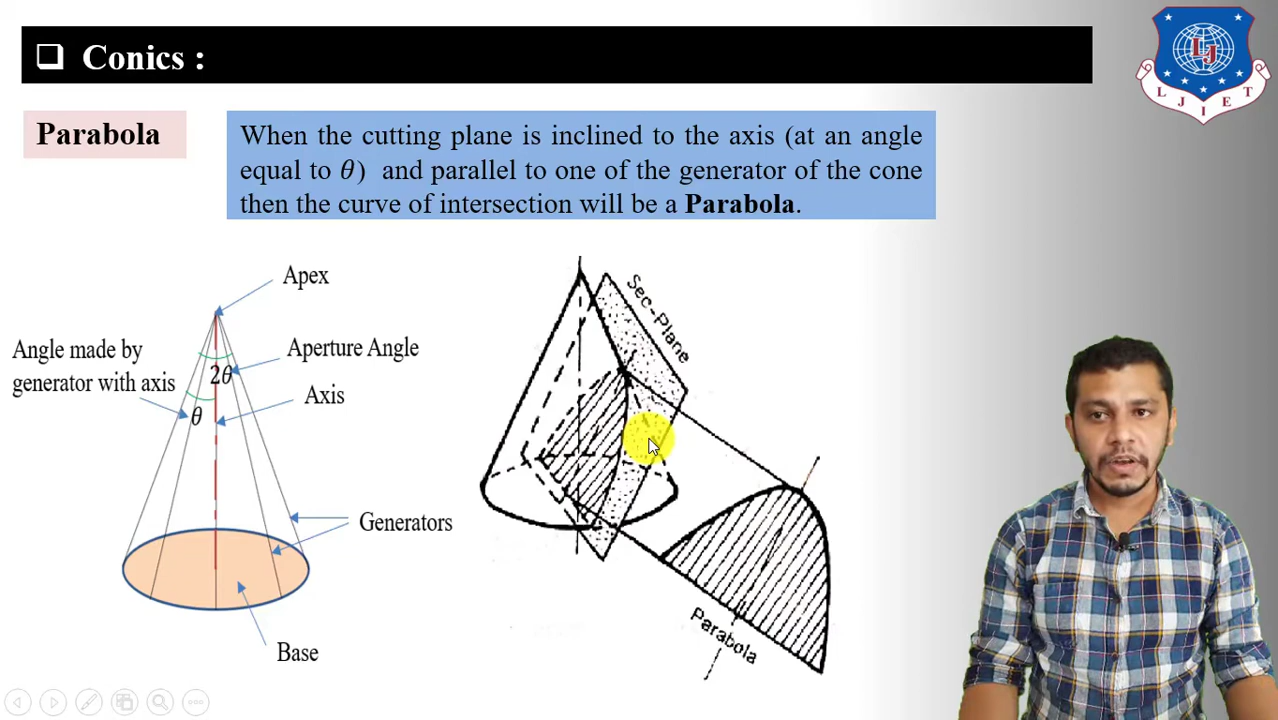 ❑ Conics :
LJ
L J I E T
Parabola
When the cutting plane is inclined to the axis (at an angle
equal to 𝜃) and parallel to one of the generator of the cone
then the curve of intersection will be a Parabola.
Apex
Angle made by
generator with axis
Aperture Angle
2𝜃
Axis
𝜃
Generators
Base
Sec-Plane
Parabola